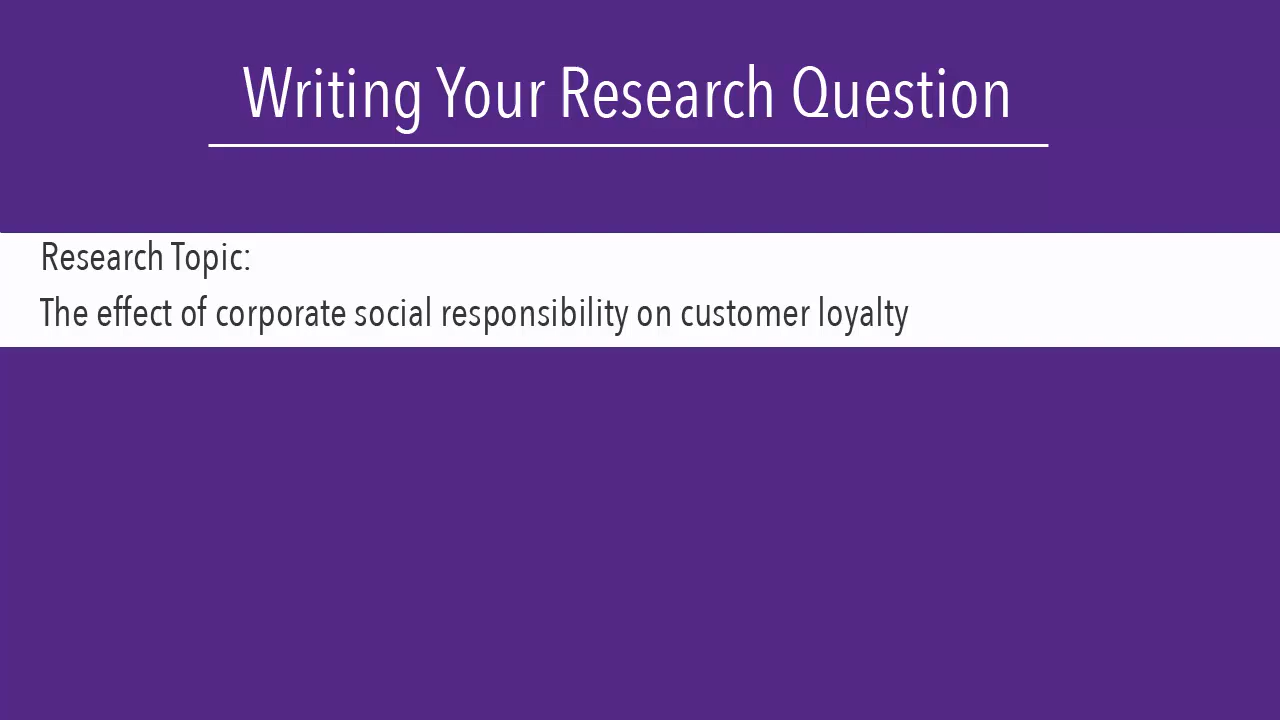 Writing Your Research Question
Research Topic:
The effect of corporate social responsibility on customer loyalty